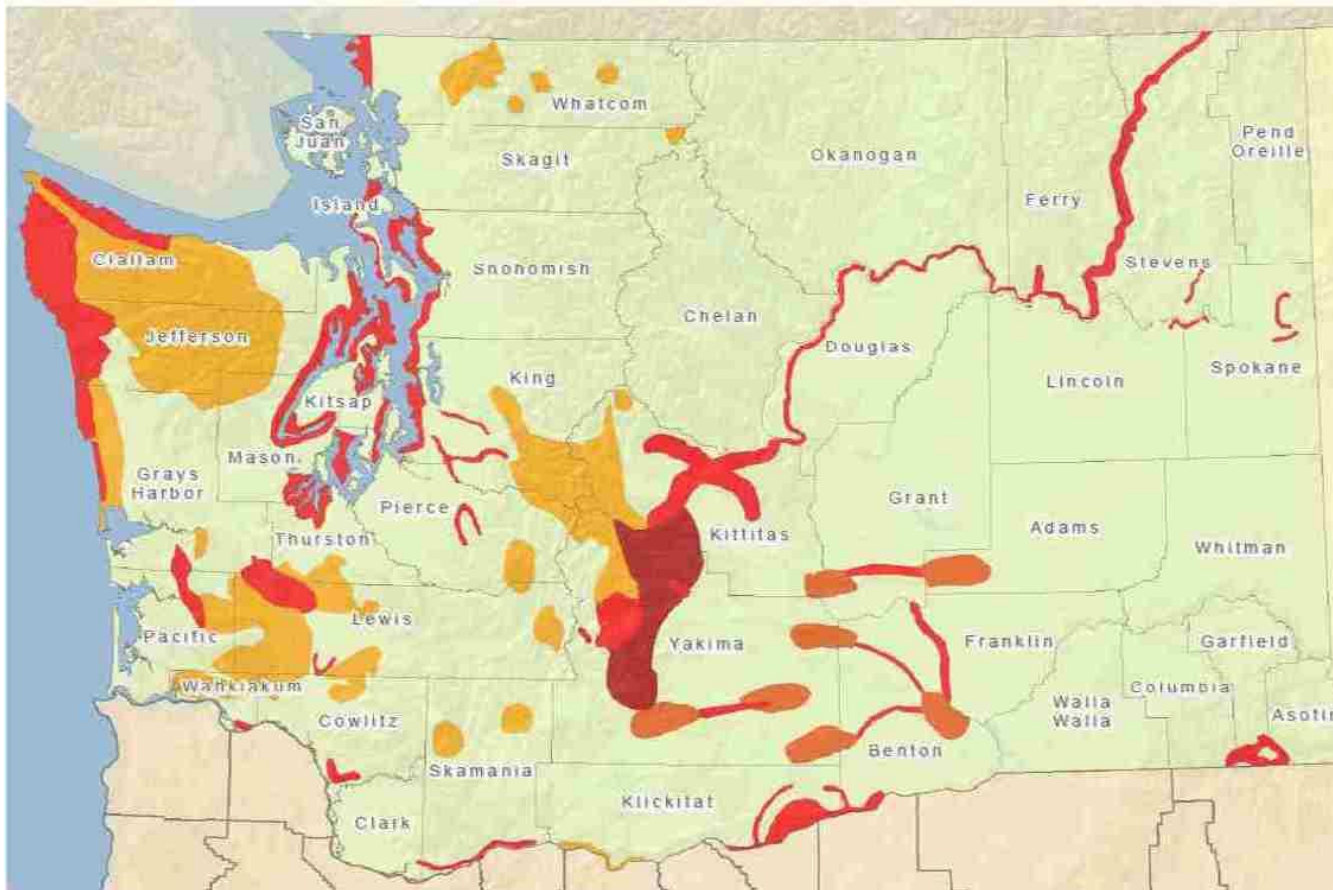 San
Juan
Whatcom
Skagit
Okanogan
Pend
Oreille
Ferry
Island
Clallam
Snohomish
Stevens
Chelan
Jefferson
Douglas
King
Lincoln
Spokane
Kitsap
Mason
Grays
Harbor
Grant
Pierce
Kittitas
Adams
Thurston
Whitman
Lewis
Pacific
Yakima
Franklin
Garfield
Wahkiakum
Columbia
Walla
Walla
Cowlitz
Asotin
Benton
Skamania
Klickitat
Clark